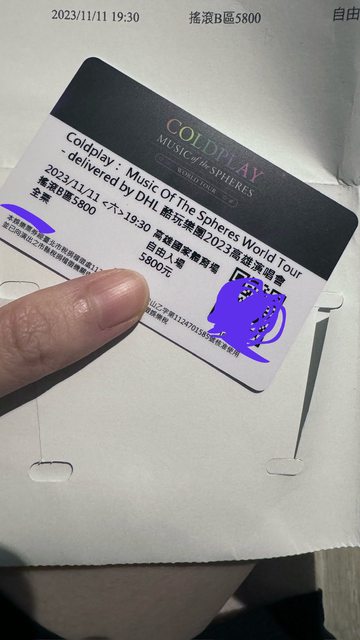 2023/11/11 19:30 搖滾B區5800 自由
COLDPLAY
MUSIC of the SPHERES
WORLD TOUR
Coldplay： Music Of The Spheres World Tour
- delivered by DHL 酷玩樂團2023高雄演唱會
2023/11/11 <六>19:30 高雄國家體育場
搖滾B區5800 自由入場
全票 5800元